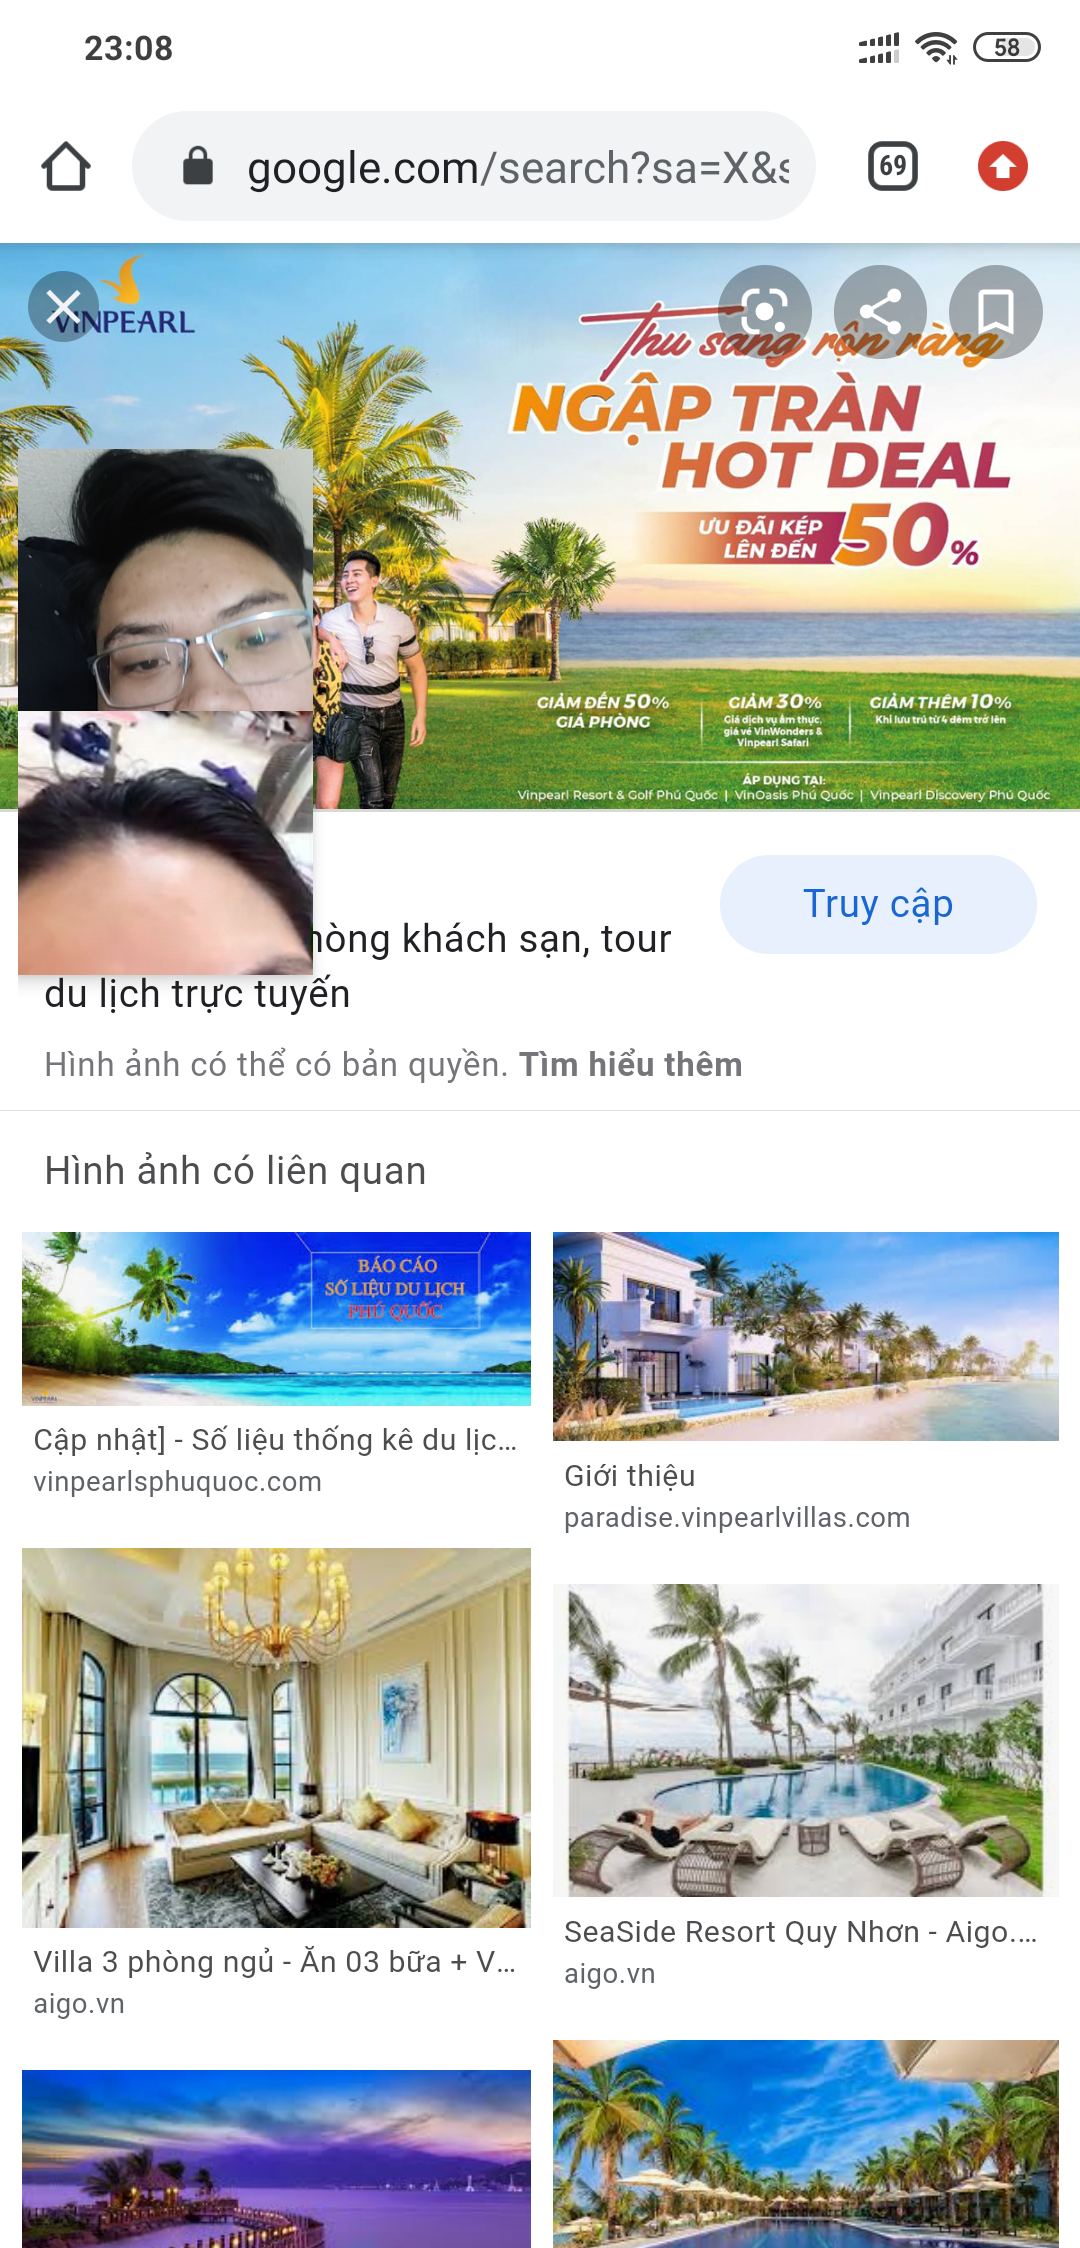 23:08
58
google.com/search?sa=X&s
69
VINPEARL
Thu sang rộn ràng
NGẬP TRÀN
HOT DEAL
ƯU ĐÃI KÉP
LÊN ĐẾN
50%
GIẢM ĐẾN 50%
GIÁ PHÒNG
GIẢM 30%
Giá dịch vụ ẩm thực,
giá vé VinWonders &
Vinpearl Safari
GIẢM THÊM 10%
Khi lưu trú từ 4 đêm trở lên
ÁP DỤNG TẠI:
Vinpearl Resort & Golf Phú Quốc | VinOasis Phú Quốc | Vinpearl Discovery Phú Quốc
Truy cập
hòng khách sạn, tour
du lịch trực tuyến
Hình ảnh có thể có bản quyền. Tìm hiểu thêm
Hình ảnh có liên quan
BÁO CÁO
SỐ LIỆU DU LỊCH
PHÚ QUỐC
VINPEARL
Cập nhật] - Số liệu thống kê du lịc...
vinpearlsphuquoc.com
Giới thiệu
paradise.vinpearlvillas.com
Villa 3 phòng ngủ - Ăn 03 bữa + V...
aigo.vn
SeaSide Resort Quy Nhơn - Aigo....
aigo.vn